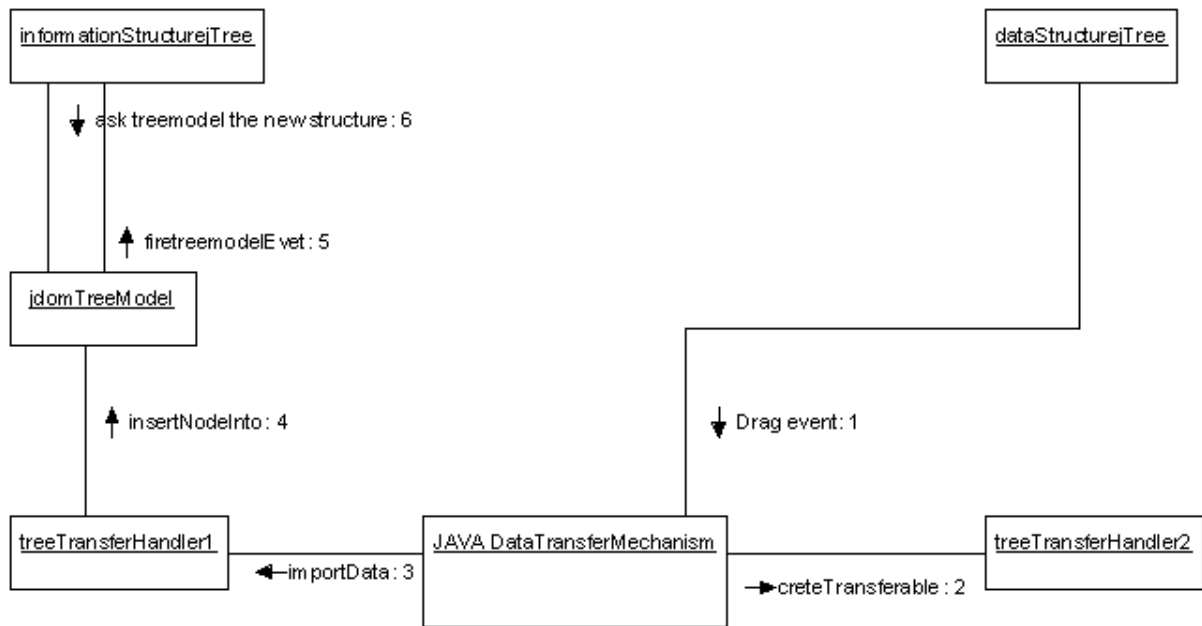 informationStructurejTree
dataStructurejTree
ask treemodel the new structure : 6
firetreemodelEvet : 5
jdomTreeModel
insertNodeInto : 4
Drag event : 1
treeTransferHandler1
JAVA DataTransferMechanism
treeTransferHandler2
importData : 3
creteTransferable : 2